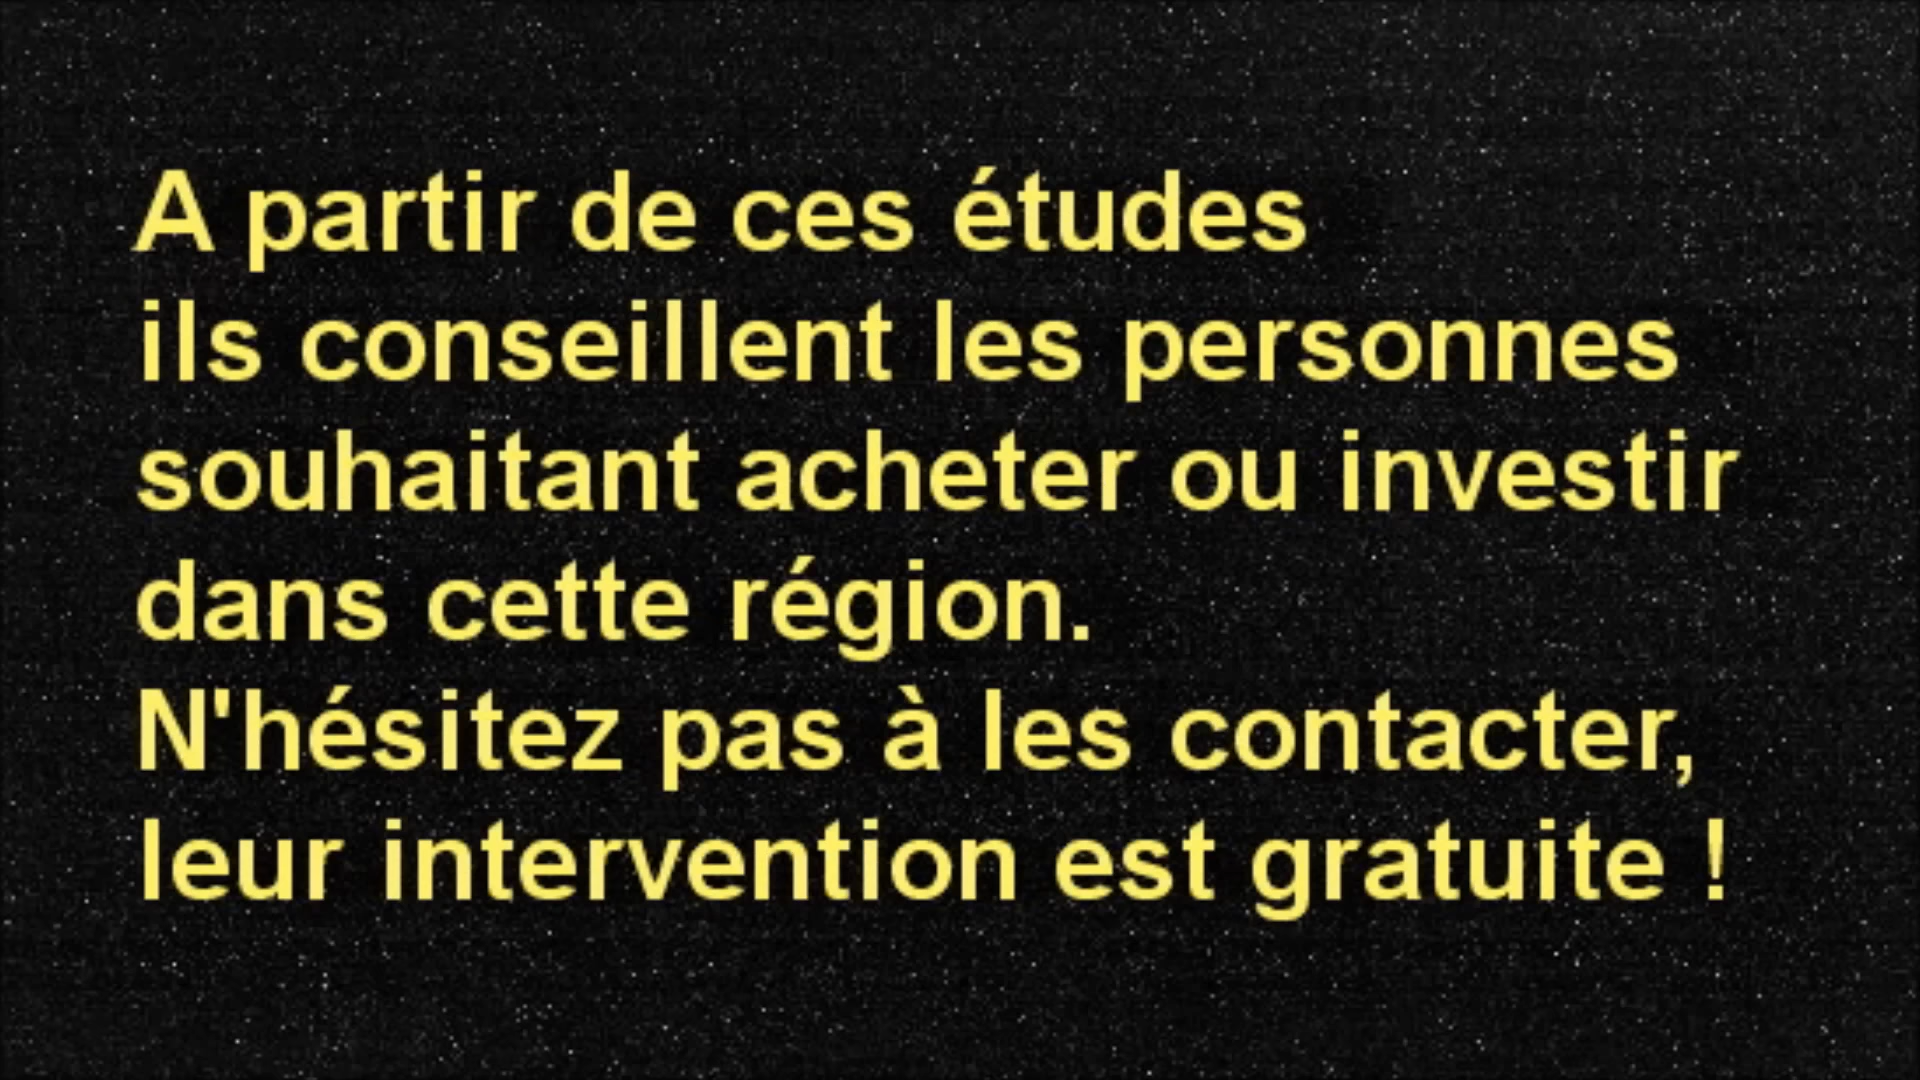 A partir de ces études
ils conseillent les personnes
souhaitant acheter ou investir
dans cette région.
N'hésitez pas à les contacter,
leur intervention est gratuite !